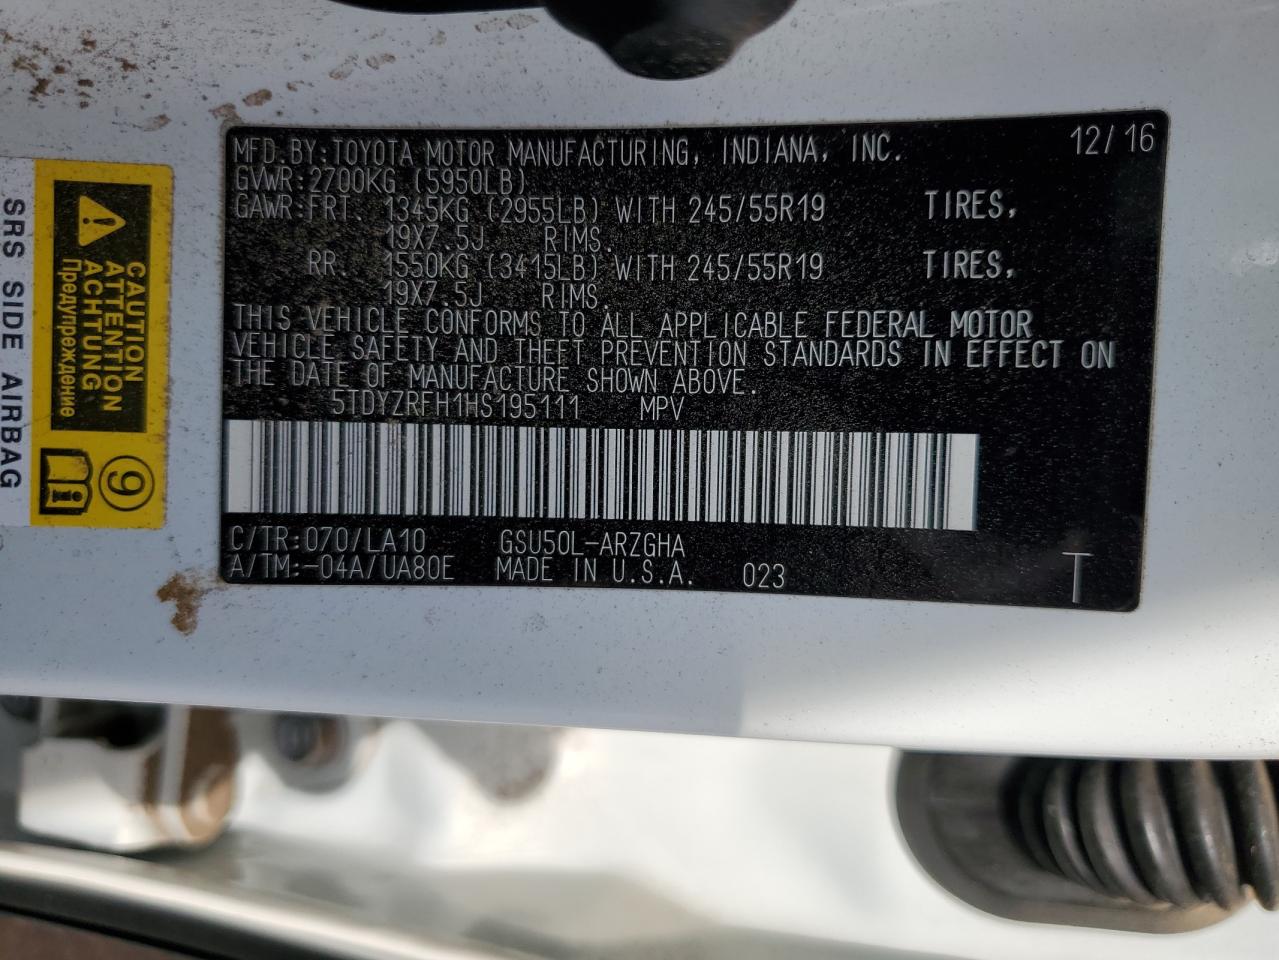 MFD.BY:TOYOTA MOTOR MANUFACTURING, INDIANA, INC. 12/16
GVWR:2700KG (5950LB)
GAWR:FRT. 1345KG (2955LB) WITH 245/55R19 TIRES,
19X7.5J RIMS.
RR. 1550KG (3415LB) WITH 245/55R19 TIRES,
19X7.5J RIMS.
THIS VEHICLE CONFORMS TO ALL APPLICABLE FEDERAL MOTOR
VEHICLE SAFETY AND THEFT PREVENTION STANDARDS IN EFFECT ON
THE DATE OF MANUFACTURE SHOWN ABOVE.
5TDYZRFH1HS195111 MPV
C/TR:070/LA10 GSU50L-ARZGHA
A/TM:-04A/UA80E MADE IN U.S.A. 023 T
CAUTION
ATTENTION
ACHTUNG
Предупреждение
9
SRS SIDE AIRBAG